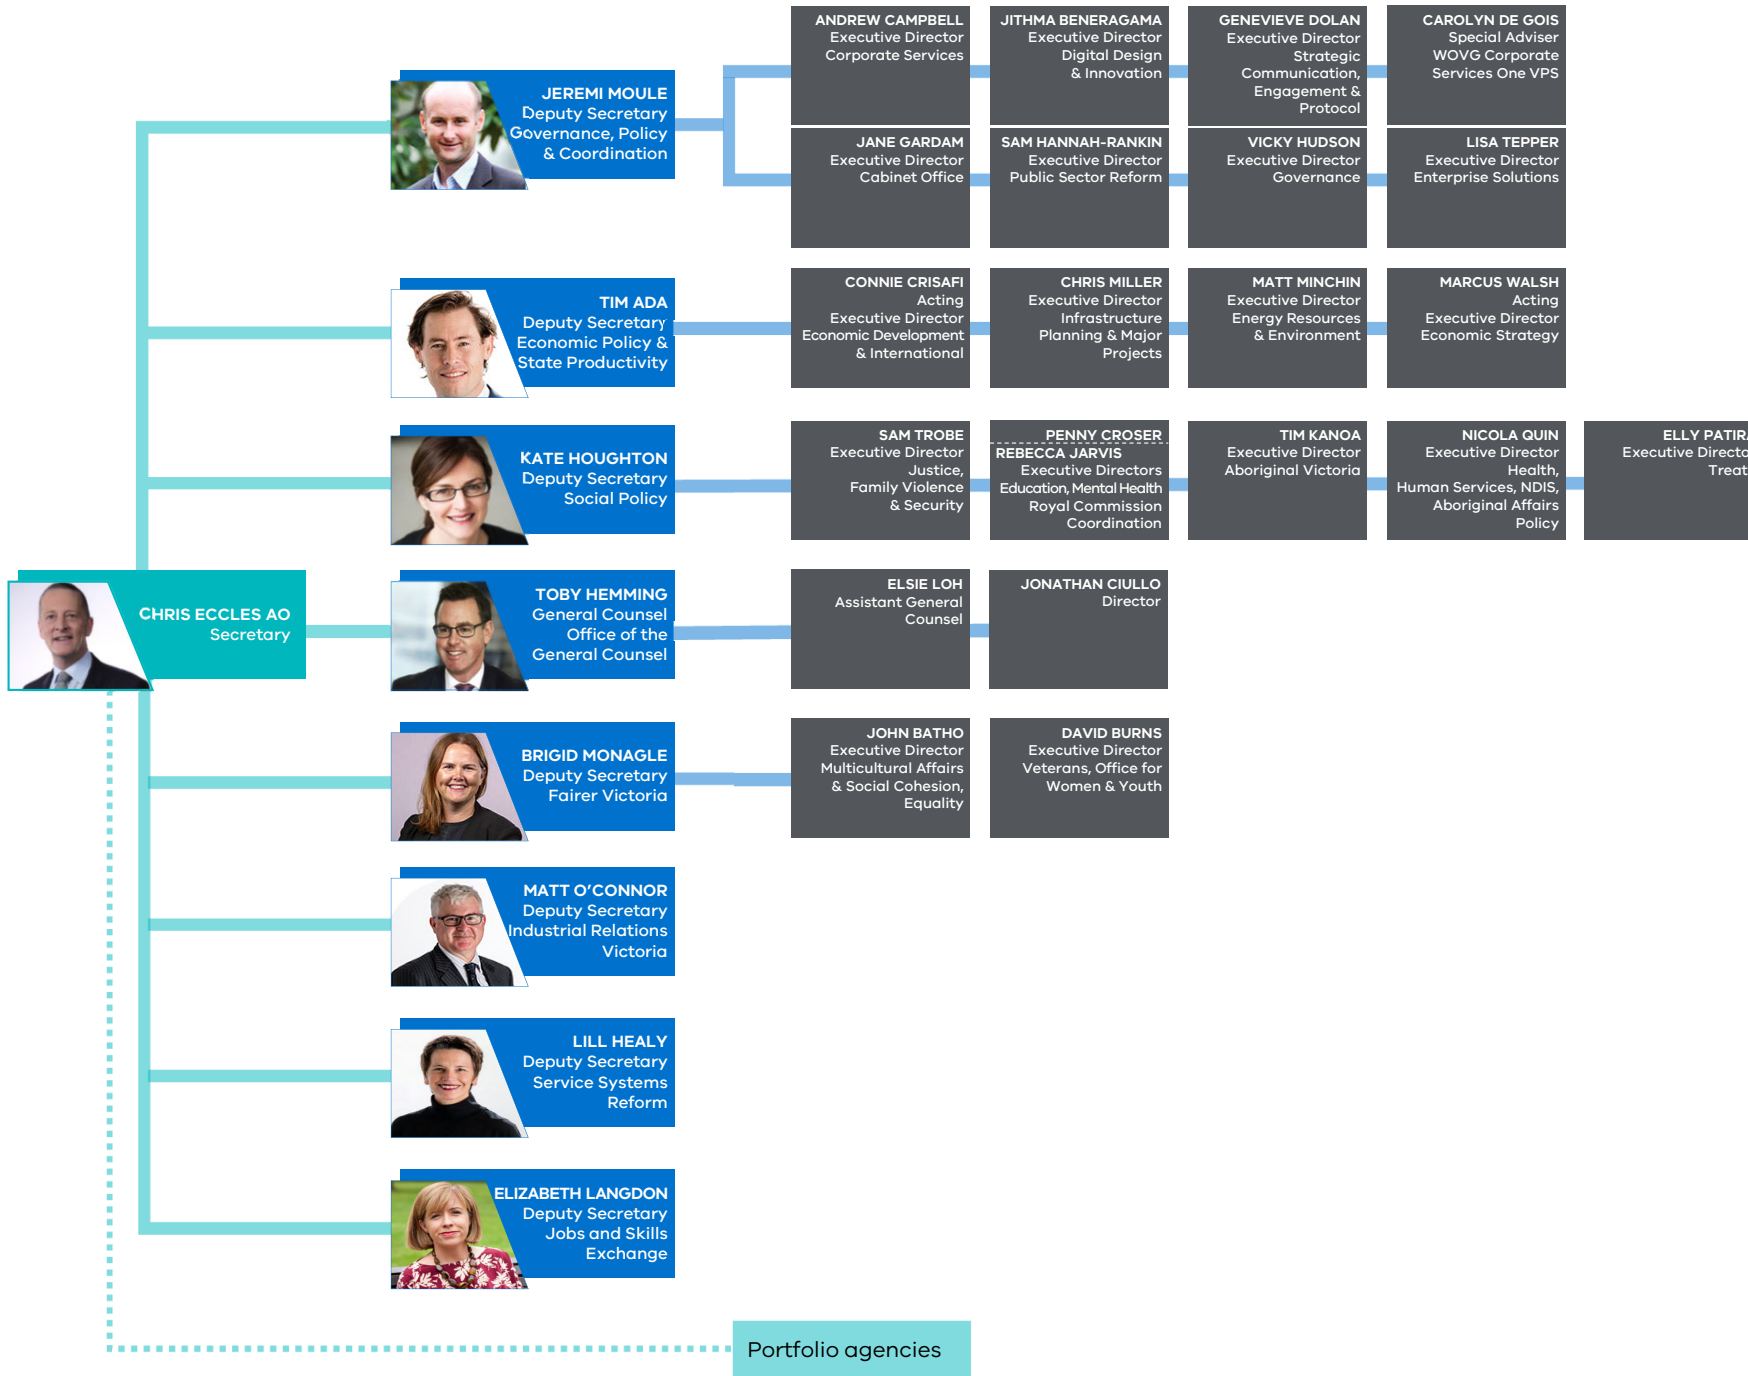 ANDREW CAMPBELL
Executive Director
Corporate Services
JITHMA BENERAGAMA
Executive Director
Digital Design
& Innovation
GENEVIEVE DOLAN
Executive Director
Strategic
Communication,
Engagement &
Protocol
CAROLYN DE GOIS
Special Adviser
WOVG Corporate
Services One VPS
JEREMI MOULE
Deputy Secretary
Governance, Policy
& Coordination
JANE GARDAM
Executive Director
Cabinet Office
SAM HANNAH-RANKIN
Executive Director
Public Sector Reform
VICKY HUDSON
Executive Director
Governance
LISA TEPPER
Executive Director
Enterprise Solutions
TIM ADA
Deputy Secretary
Economic Policy &
State Productivity
CONNIE CRISAFI
Acting
Executive Director
Economic Development
& International
CHRIS MILLER
Executive Director
Infrastructure
Planning & Major
Projects
MATT MINCHIN
Executive Director
Energy Resources
& Environment
MARCUS WALSH
Acting
Executive Director
Economic Strategy
KATE HOUGHTON
Deputy Secretary
Social Policy
SAM TROBE
Executive Director
Justice,
Family Violence
& Security
PENNY CROSER
REBECCA JARVIS
Executive Directors
Education, Mental Health
Royal Commission
Coordination
TIM KANOA
Executive Director
Aboriginal Victoria
NICOLA QUIN
Executive Director
Health,
Human Services, NDIS,
Aboriginal Affairs
Policy
ELLY
Executive
CHRIS ECCLES AO
Secretary
TOBY HEMMING
General Counsel
Office of the
General Counsel
ELSIE LOH
Assistant General
Counsel
JONATHAN CIULLO
Director
BRIGID MONAGLE
Deputy Secretary
Fairer Victoria
JOHN BATHO
Executive Director
Multicultural Affairs
& Social Cohesion,
Equality
DAVID BURNS
Executive Director
Veterans, Office for
Women & Youth
MATT O'CONNOR
Deputy Secretary
Industrial Relations
Victoria
LILL HEALY
Deputy Secretary
Service Systems
Reform
ELIZABETH LANGDON
Deputy Secretary
Jobs and Skills
Exchange
Portfolio agencies